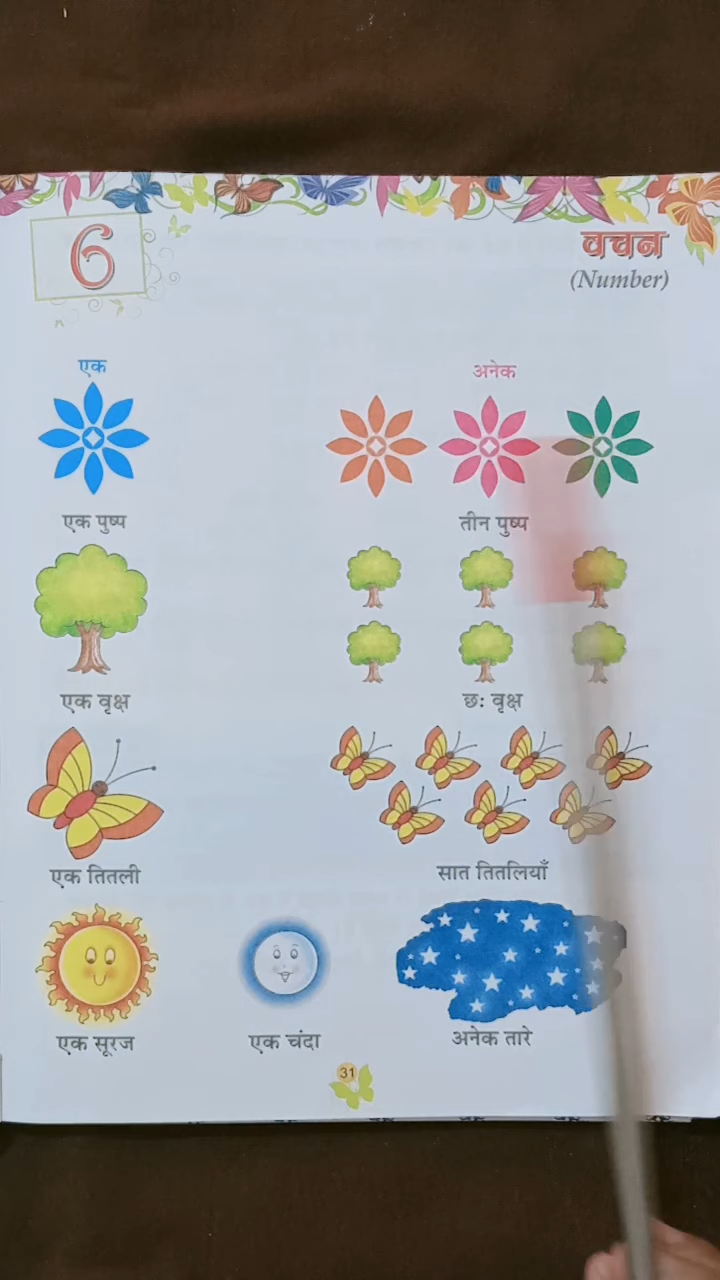 6
वचन
(Number)
एक
अनेक
एक पुष्प
तीन पुष्प
एक वृक्ष
छः वृक्ष
एक तितली
सात तितलियाँ
एक सूरज
एक चंदा
अनेक तारे
31